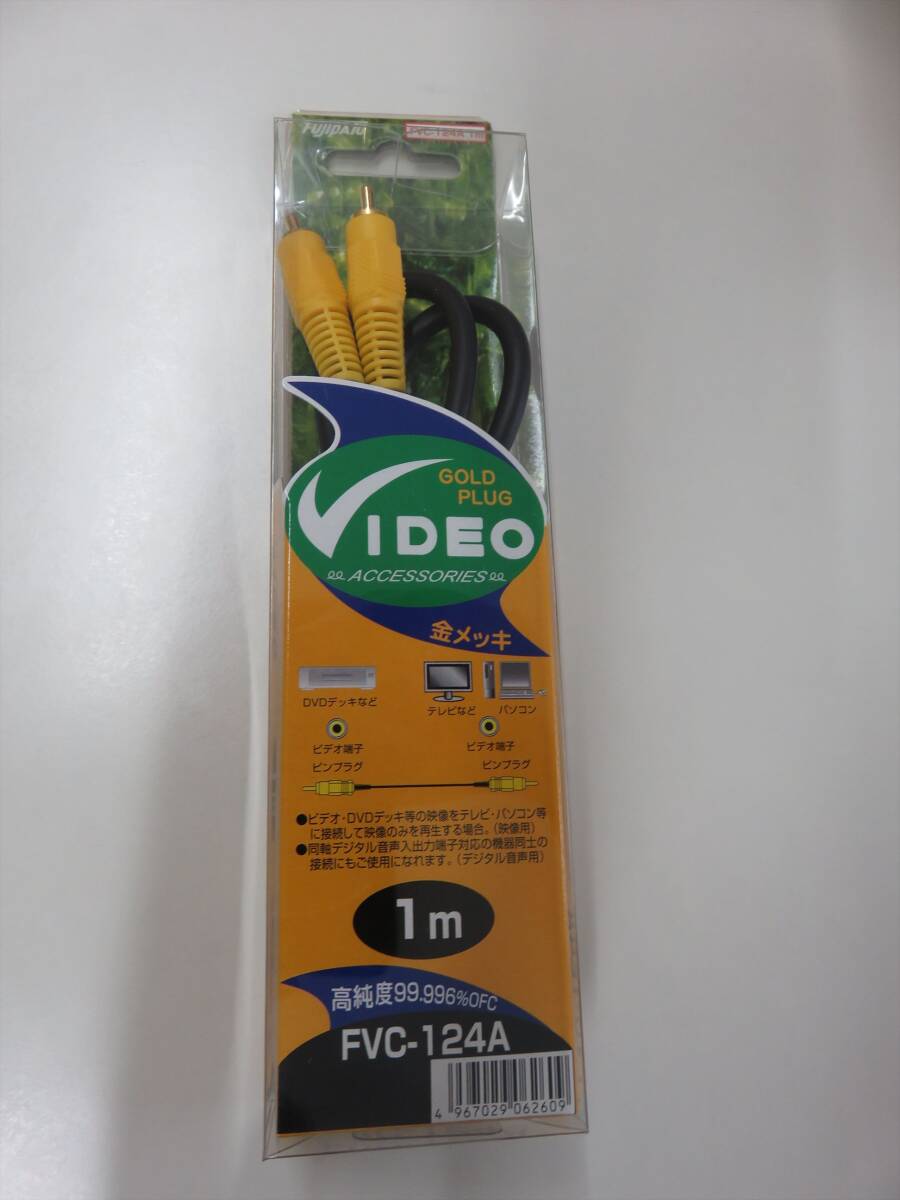 FUJIPARTS
FVC-124A 1m
GOLD
PLUG
VIDEO
ACCESSORIES
金メッキ
DVDデッキなど
テレビなど パソコン
ビデオ端子 ビデオ端子
ピンプラグ ピンプラグ
●ビデオ・DVDデッキ等の映像をテレビ・パソコン等
に接続して映像のみを再生する場合。(映像用)
●同軸デジタル音声入出力端子対応の機器同士の
接続にもご使用になれます。(デジタル音声用)
1m
高純度99.996%OFC
FVC-124A
4 967029 062609